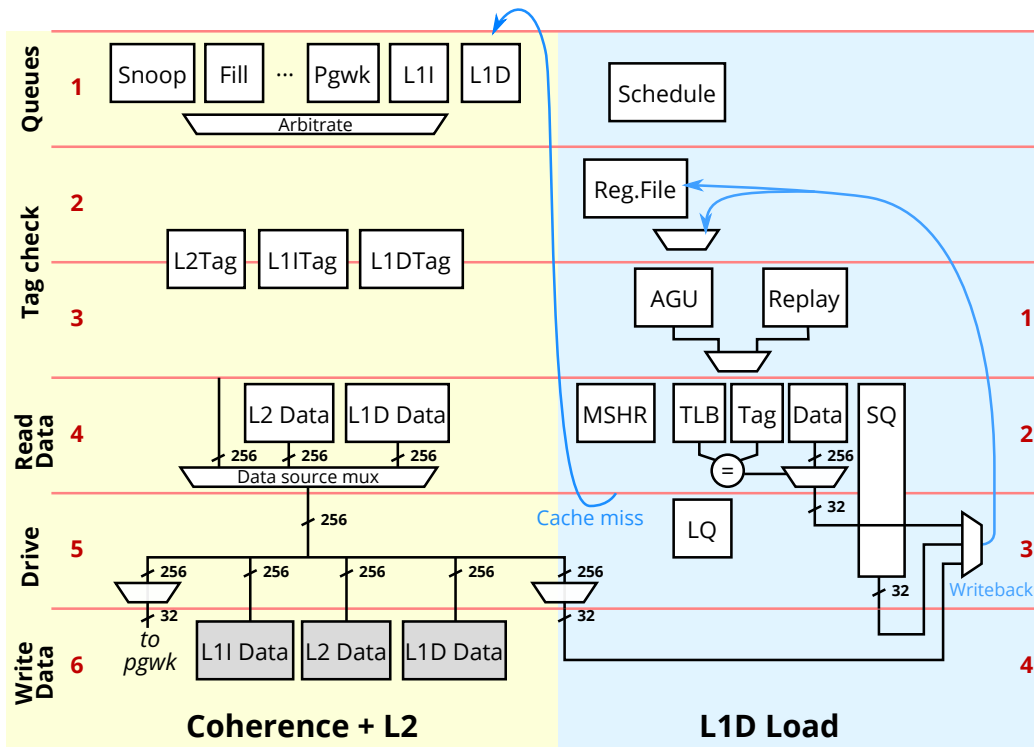 Queues
1
Snoop
Fill
...
Pgwk
L1I
L1D
Arbitrate
Schedule
Tag check
2
Reg.File
L2Tag
L1ITag
L1DTag
3
AGU
Replay
1
Read
Data
4
L2 Data
L1D Data
256
256
256
Data source mux
MSHR
TLB
Tag
Data
SQ
256
=
2
Drive
5
256
Cache miss
LQ
32
3
256
256
256
256
256
32
Writeback
Write
Data
6
32
to
pgwk
L1I Data
L2 Data
L1D Data
32
4
Coherence + L2
L1D Load